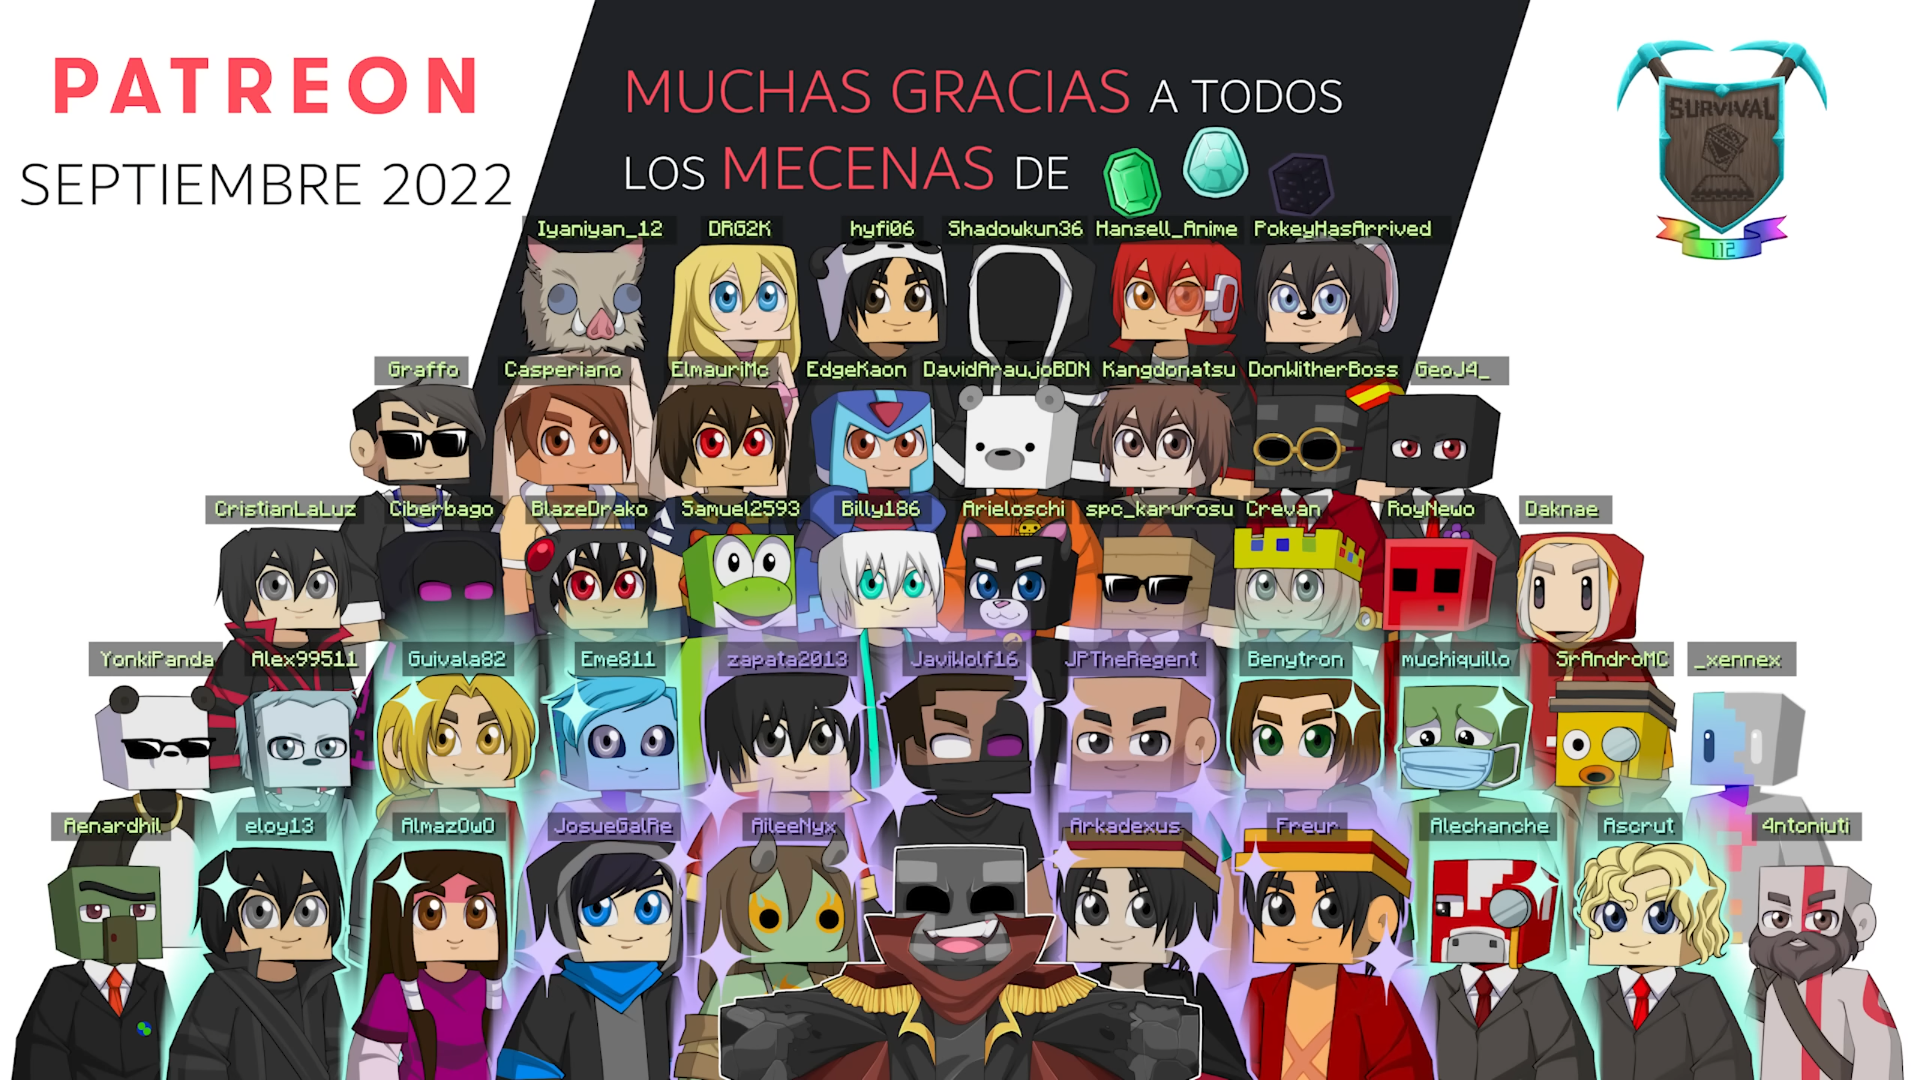 PATREON
SEPTIEMBRE 2022
MUCHAS GRACIAS A TODOS
LOS MECENAS DE
SURVIVAL
1.12
Iyaniyan_12 DRG2K hyfi06 Shadowkun36 Hansell_Anime PokeyHasArrived
Graffo Casperiano ElmauriMc EdgeKaon DavidAraujoBDN Kangdonatsu DonWitherBoss GeoJ4_
CristianLaLuz Ciberbago BlazeDrako Samuel2593 Billy186 Arieloschi spc_karurosu Crevan RoyNewo Daknae
YonkiPanda Alex99511 Guivala82 Eme811 zapata2013 JaviWolf16 JPTheRegent Benytron muchiquillo SrAndroMC _xennex
Aenardhil eloy13 AlmazOwO JosueGalRe AileeNyx Arkadexus Freur Alechanche Ascrut 4ntoniuti